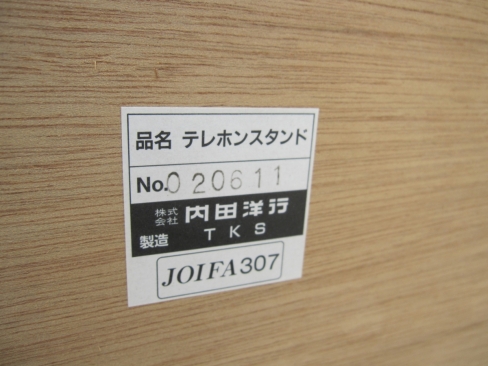 品名 テレホンスタンド
No.020611
株式会社 内田洋行
製造 TKS
JOIFA307